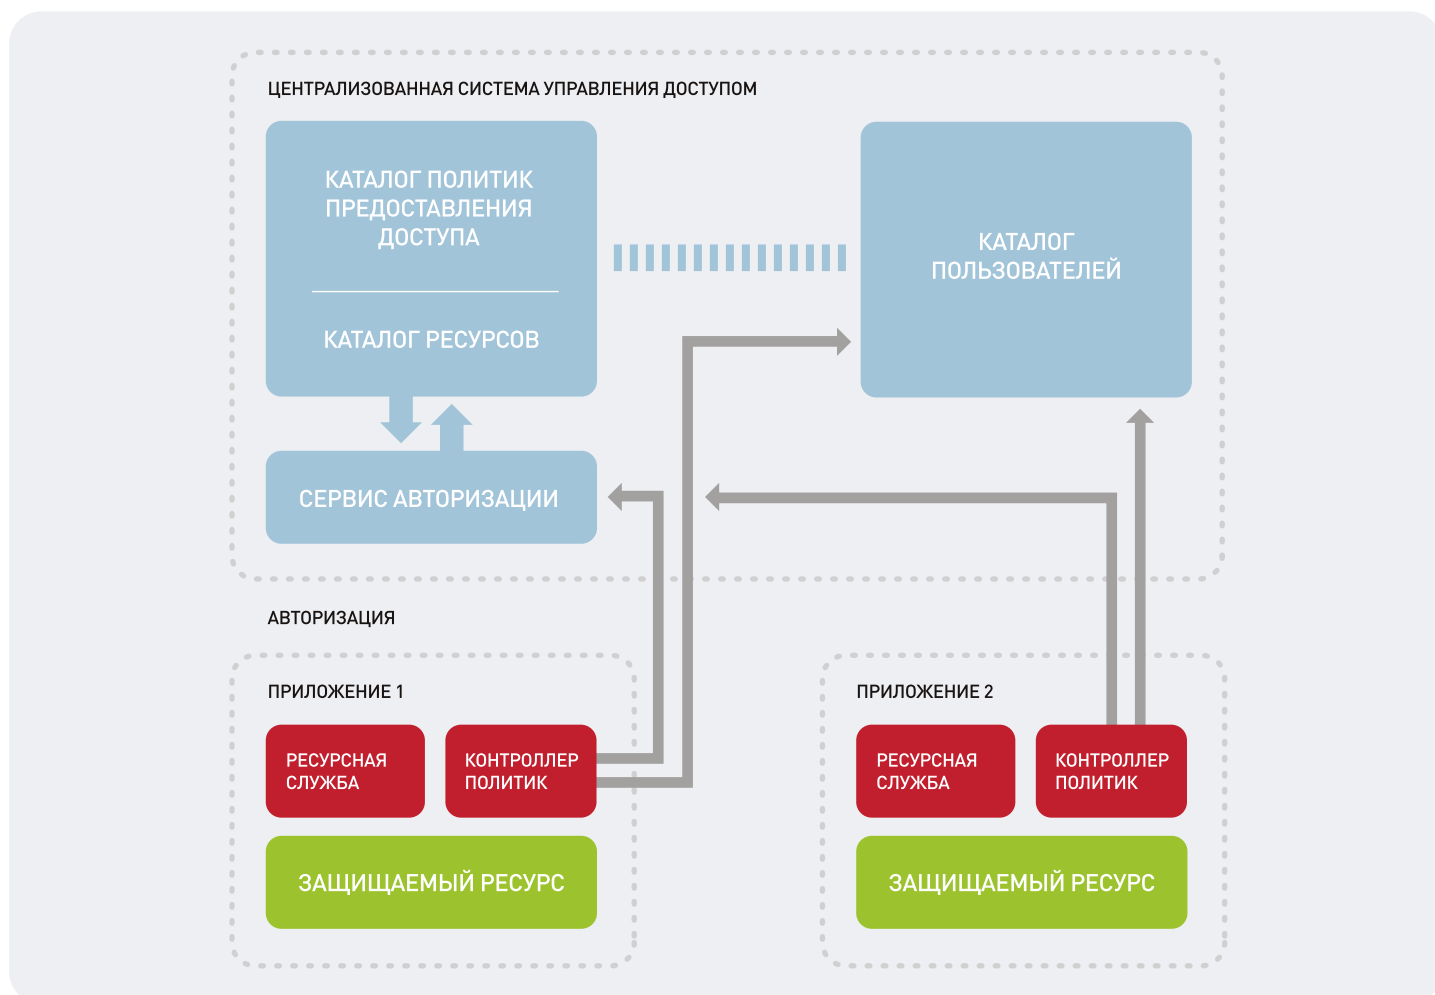 ЦЕНТРАЛИЗОВАННАЯ СИСТЕМА УПРАВЛЕНИЯ ДОСТУПОМ
КАТАЛОГ ПОЛИТИК
ПРЕДОСТАВЛЕНИЯ
ДОСТУПА
КАТАЛОГ РЕСУРСОВ
КАТАЛОГ
ПОЛЬЗОВАТЕЛЕЙ
СЕРВИС АВТОРИЗАЦИИ
АВТОРИЗАЦИЯ
ПРИЛОЖЕНИЕ 1
РЕСУРСНАЯ
СЛУЖБА
КОНТРОЛЛЕР
ПОЛИТИК
ЗАЩИЩАЕМЫЙ РЕСУРС
ПРИЛОЖЕНИЕ 2
РЕСУРСНАЯ
СЛУЖБА
КОНТРОЛЛЕР
ПОЛИТИК
ЗАЩИЩАЕМЫЙ РЕСУРС